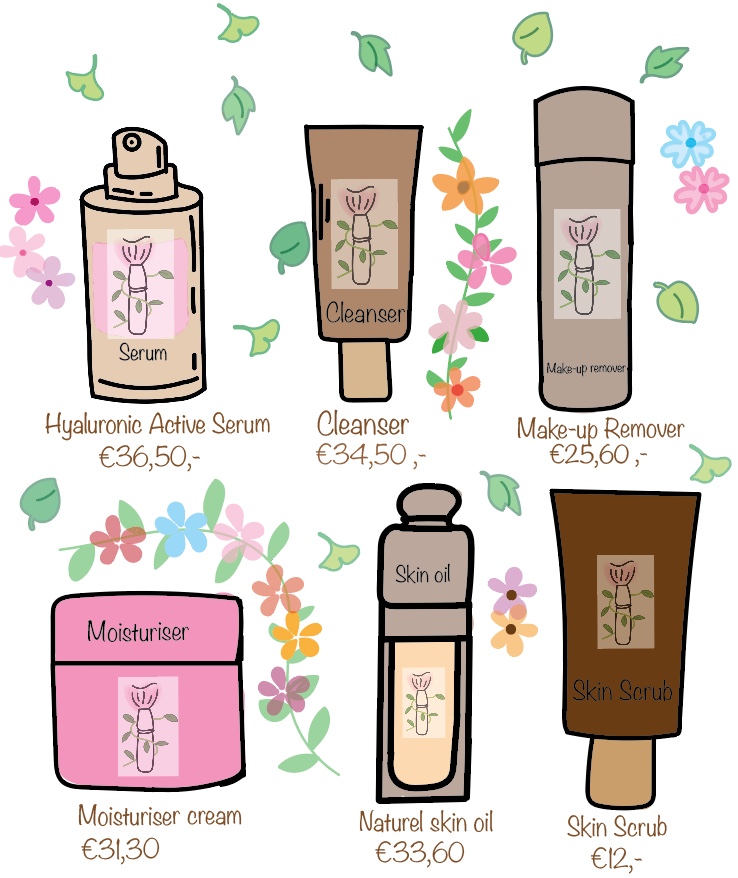 Serum
Cleanser
Make-up remover
Hyaluronic Active Serum
€36,50,-
Cleanser
€34,50,-
Make-up Remover
€25,60,-
Moisturiser
Skin oil
Skin Scrub
Moisturiser cream
€31,30
Naturel skin oil
€33,60
Skin Scrub
€12,-